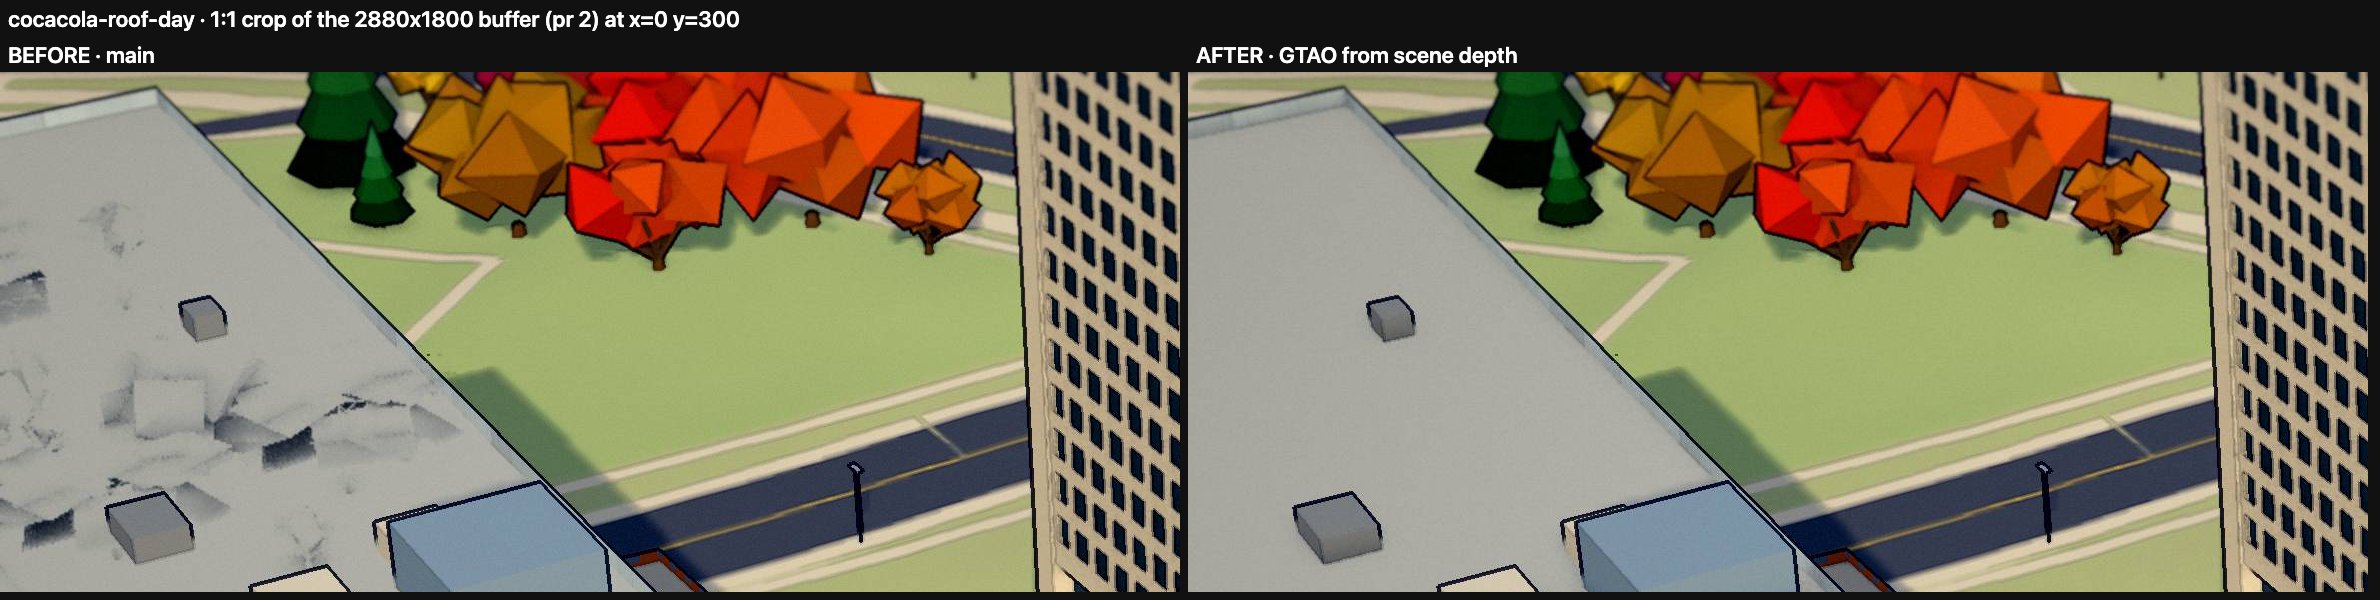 cocacola-roof-day · 1:1 crop of the 2880x1800 buffer (pr 2) at x=0 y=300
BEFORE · main
AFTER · GTAO from scene depth